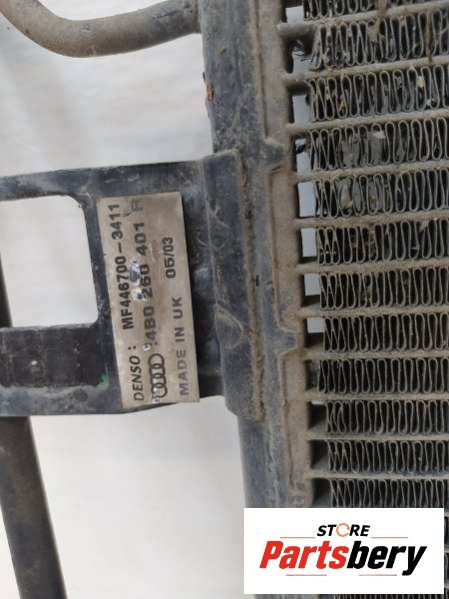 DENSO: MF446700-3411
: 4B0 260 401 R
MADE IN UK 05/03
STORE
Partsbery